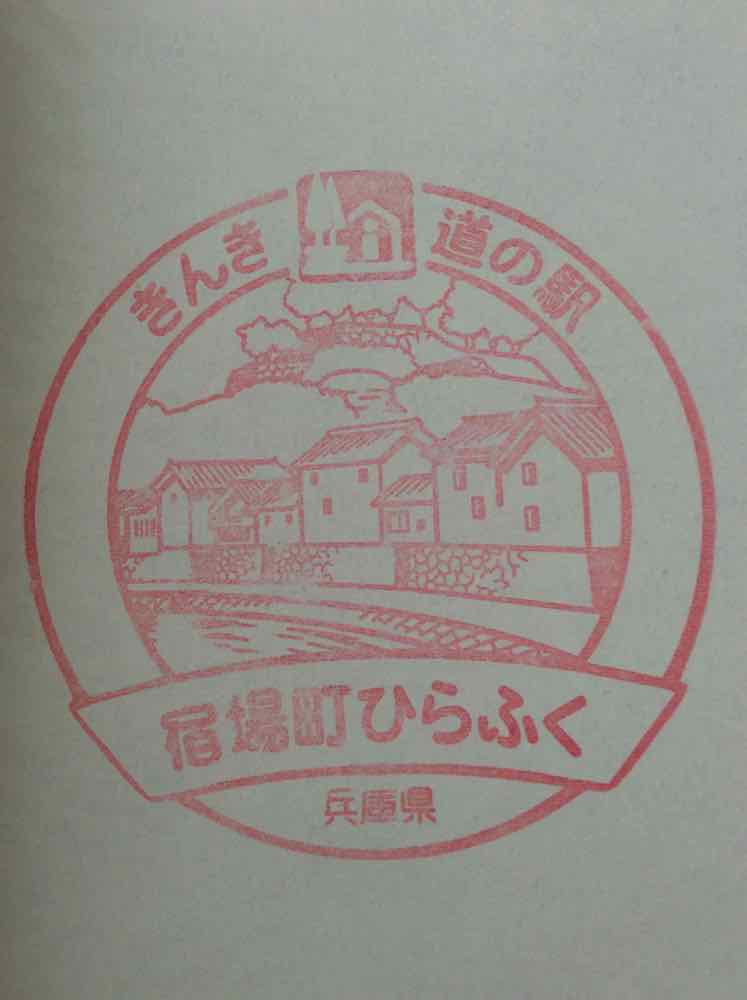 きんき 道の駅
宿場町ひらふく
兵庫県